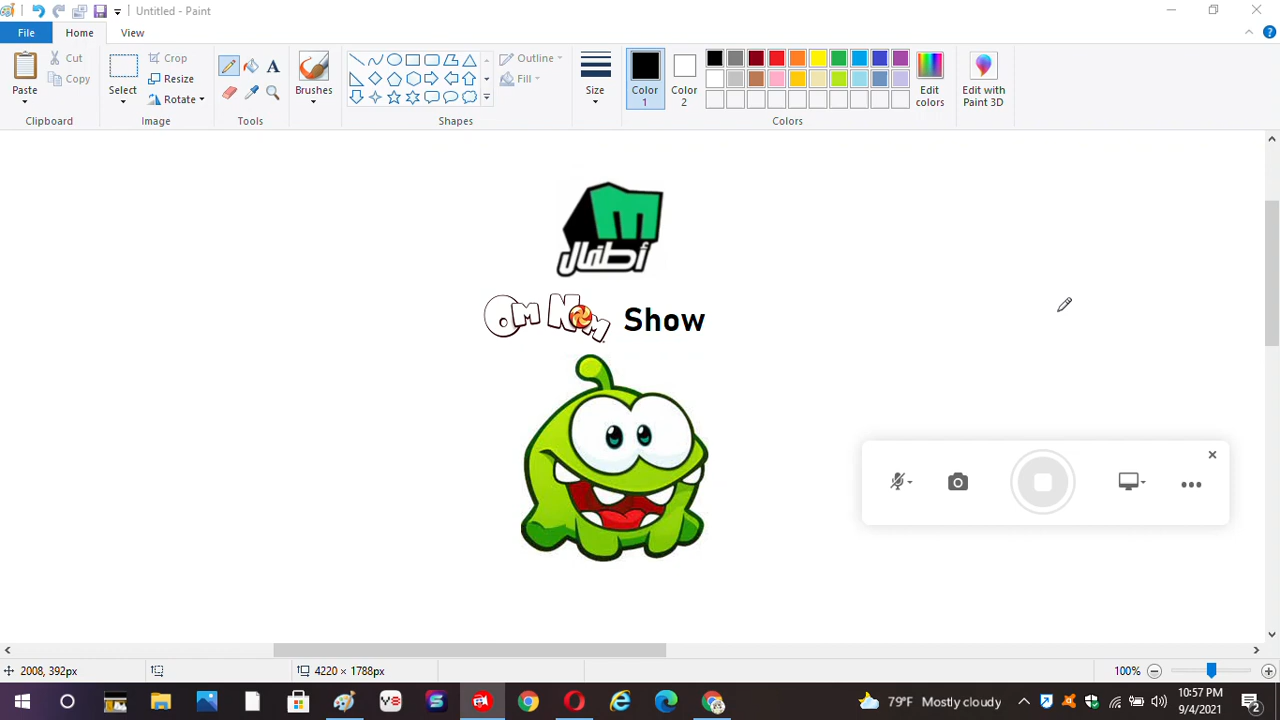 Untitled - Paint
File Home View
Paste Cut Copy Clipboard
Select Crop Resize Rotate Image
Tools
Brushes
Shapes
Outline Fill
Size
Color 1 Color 2
Edit colors
Colors
Edit with Paint 3D
m
أطفال
OM NOM Show
2008, 392px
4220 × 1788px
100%
79°F Mostly cloudy
10:57 PM
9/4/2021
2